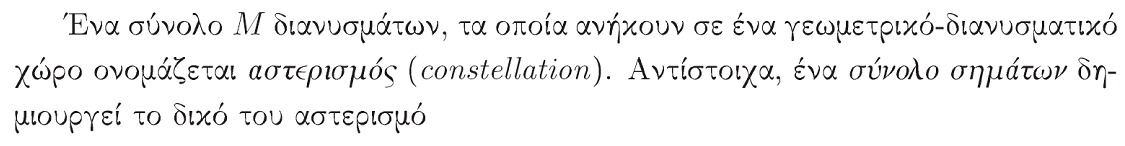 Ένα σύνολο M διανυσμάτων, τα οποία ανήκουν σε ένα γεωμετρικό-διανυσματικό
χώρο ονομάζεται αστερισμός (constellation). Αντίστοιχα, ένα σύνολο σημάτων δη-
μιουργεί το δικό του αστερισμό